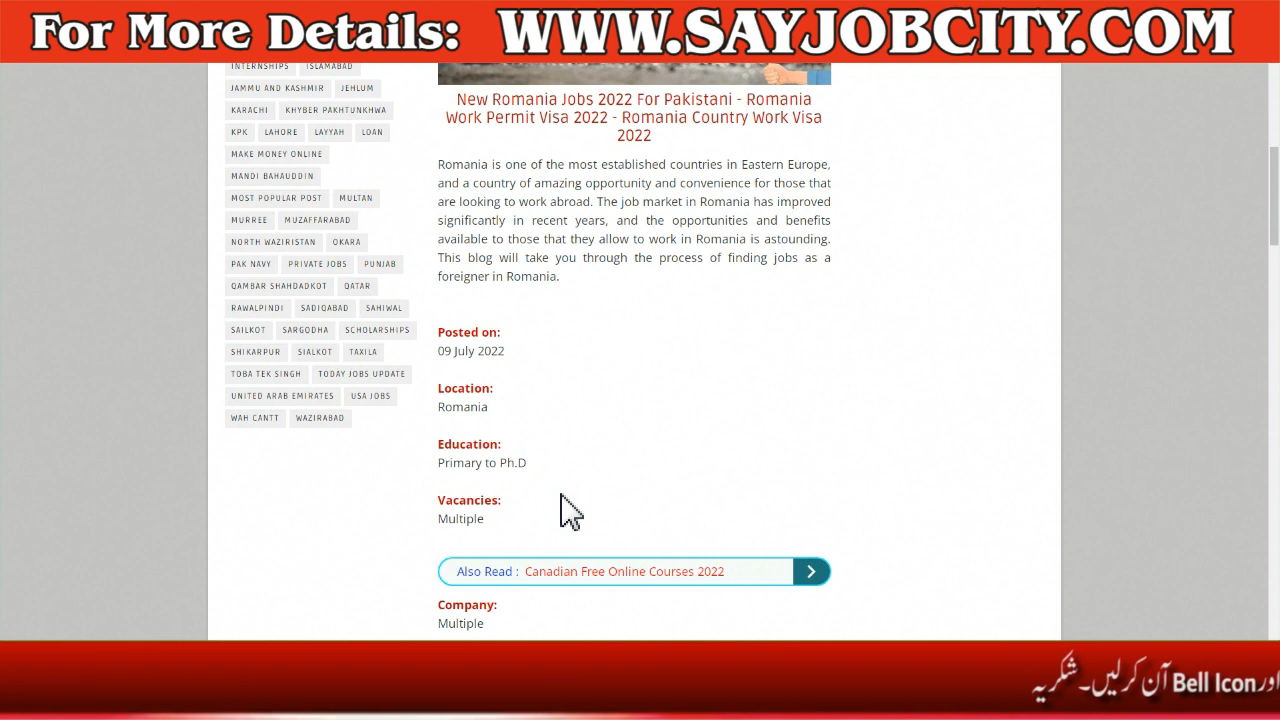 For More Details: WWW.SAYJOBCITY.COM
INTERNSHIPS ISLAMABAD
JAMMU AND KASHMIR JEHLUM
KARACHI KHYBER PAKHTUNKHWA
KPK LAHORE LAYYAH LOAN
MAKE MONEY ONLINE
MANDI BAHAUDDIN
MOST POPULAR POST MULTAN
MURREE MUZAFFARABAD
NORTH WAZIRISTAN OKARA
PAK NAVY PRIVATE JOBS PUNJAB
QAMBAR SHAHDADKOT QATAR
RAWALPINDI SADIQABAD SAHIWAL
SAILKOT SARGODHA SCHOLARSHIPS
SHIKARPUR SIALKOT TAXILA
TOBA TEK SINGH TODAY JOBS UPDATE
UNITED ARAB EMIRATES USA JOBS
WAH CANTT WAZIRABAD
New Romania Jobs 2022 For Pakistani - Romania
Work Permit Visa 2022 - Romania Country Work Visa
2022
Romania is one of the most established countries in Eastern Europe,
and a country of amazing opportunity and convenience for those that
are looking to work abroad. The job market in Romania has improved
significantly in recent years, and the opportunities and benefits
available to those that they allow to work in Romania is astounding.
This blog will take you through the process of finding jobs as a
foreigner in Romania.
Posted on:
09 July 2022
Location:
Romania
Education:
Primary to Ph.D
Vacancies:
Multiple
Also Read : Canadian Free Online Courses 2022
Company:
Multiple
اور Bell Icon آن کرلیں۔ شکریہ